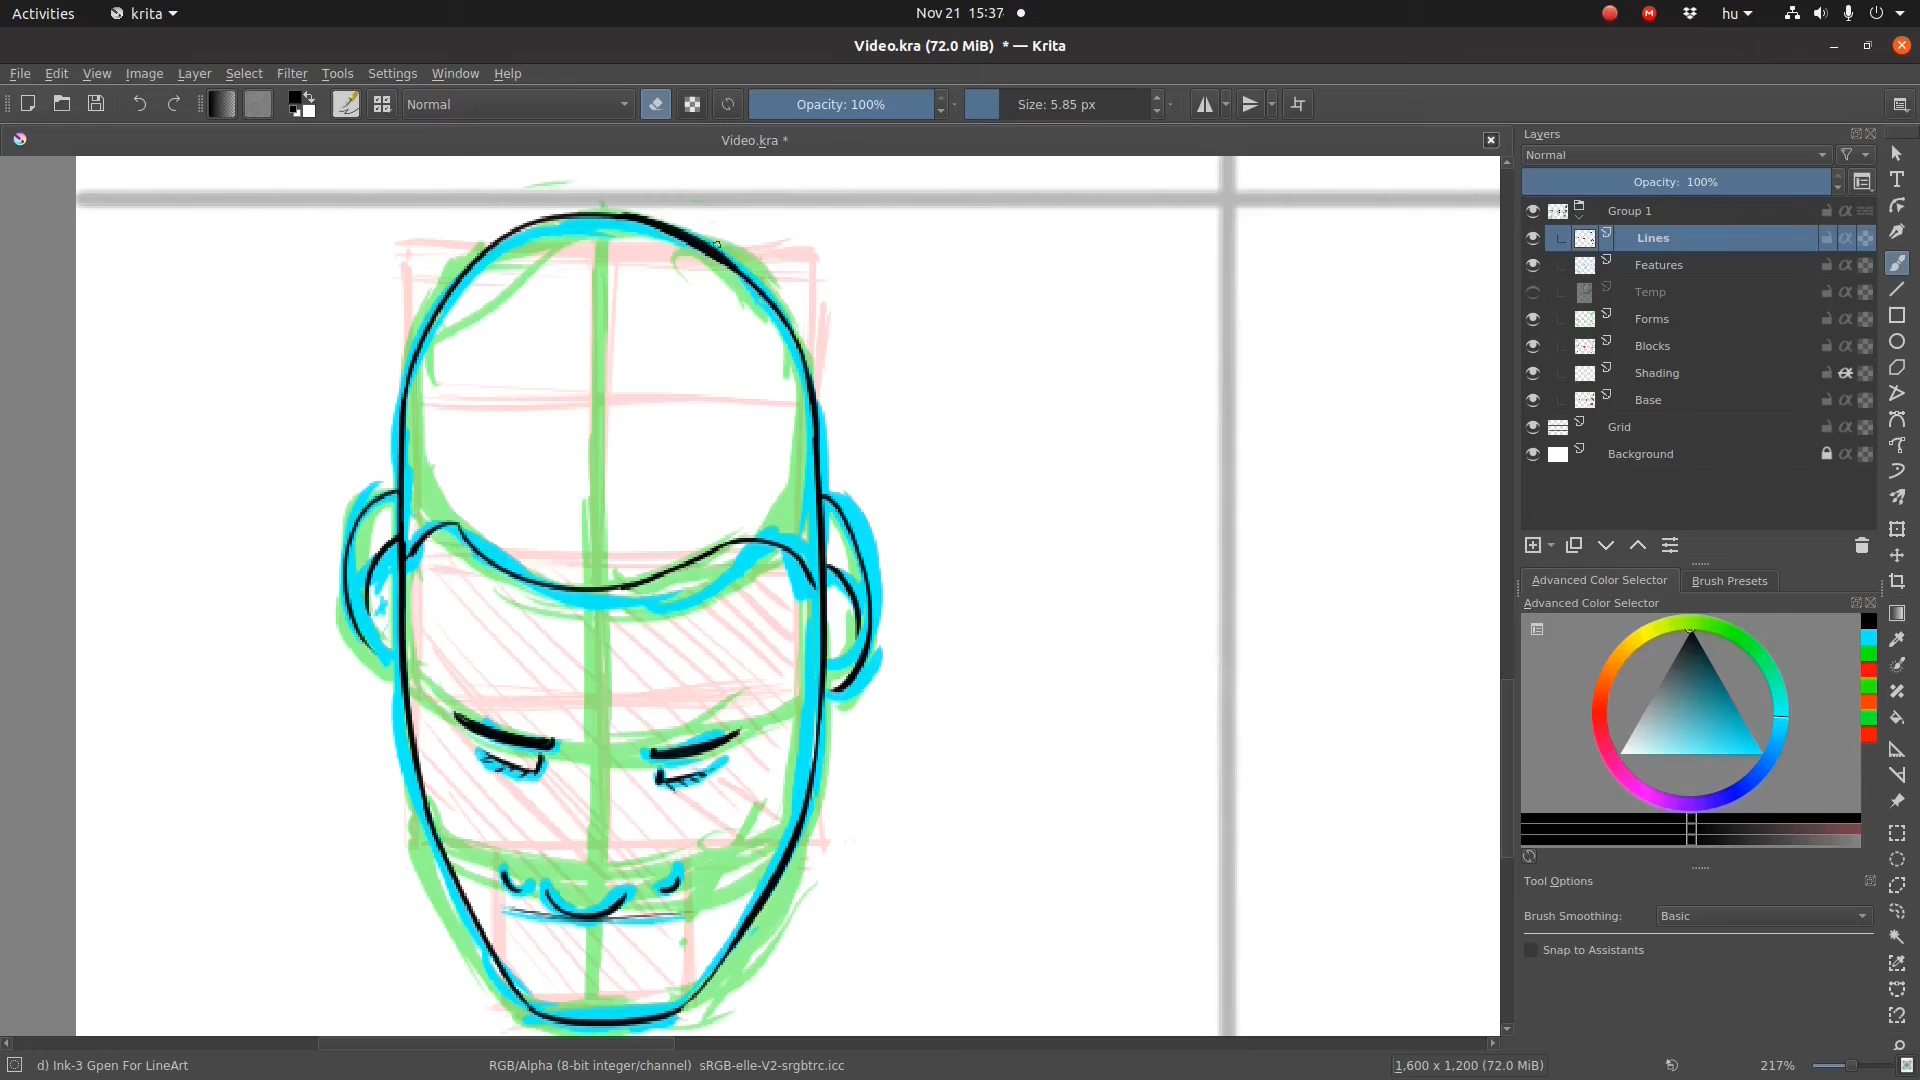 Activities krita Nov 21 15:37 hu
Video.kra (72.0 MiB) * — Krita
File Edit View Image Layer Select Filter Tools Settings Window Help
Normal Opacity: 100% Size: 5.85 px
Video.kra *
Layers
Normal
Opacity: 100%
Group 1
Lines
Features
Temp
Forms
Blocks
Shading
Base
Grid
Background
Advanced Color Selector Brush Presets
Advanced Color Selector
Tool Options
Brush Smoothing: Basic
Snap to Assistants
d) Ink-3 Gpen For LineArt RGB/Alpha (8-bit integer/channel) sRGB-elle-V2-srgbtrc.icc 1,600 x 1,200 (72.0 MiB) 217%